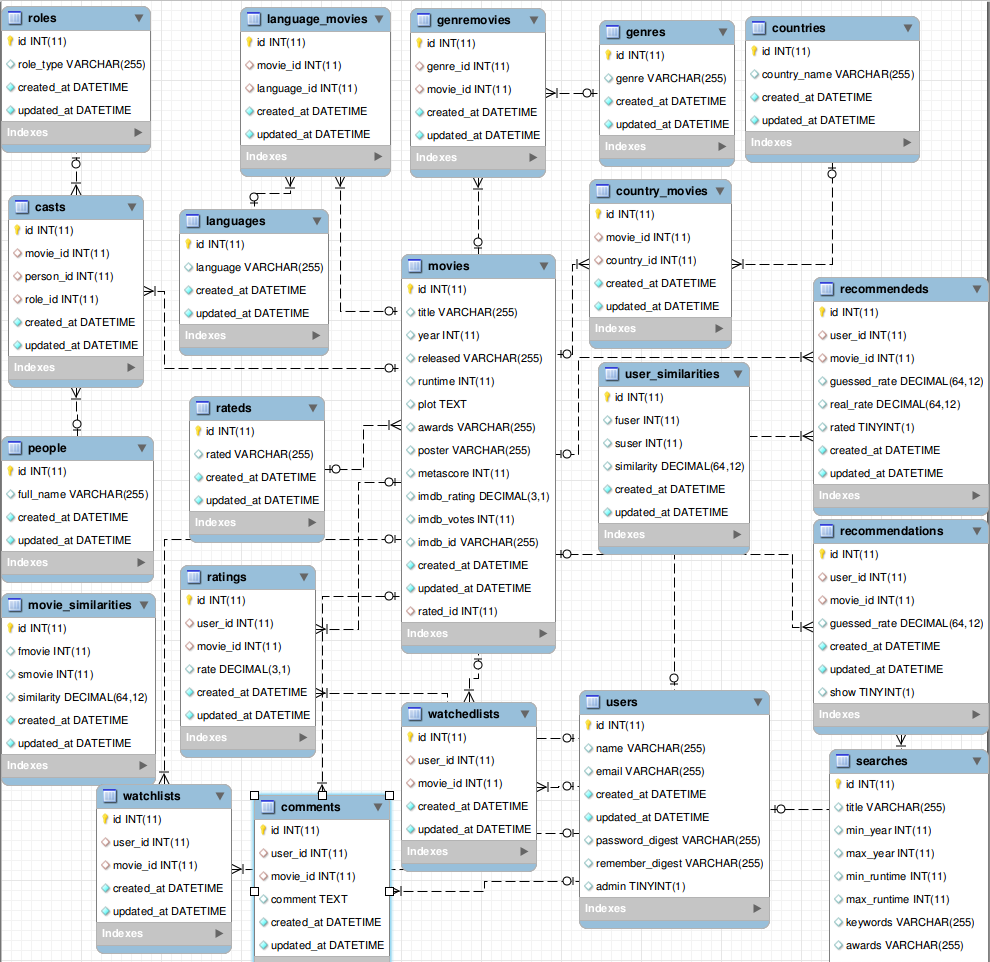 roles
id INT(11)
role_type VARCHAR(255)
created_at DATETIME
updated_at DATETIME
Indexes
language_movies
id INT(11)
movie_id INT(11)
language_id INT(11)
created_at DATETIME
updated_at DATETIME
Indexes
genremovies
id INT(11)
genre_id INT(11)
movie_id INT(11)
created_at DATETIME
updated_at DATETIME
Indexes
genres
id INT(11)
genre VARCHAR(255)
created_at DATETIME
updated_at DATETIME
Indexes
countries
id INT(11)
country_name VARCHAR(255)
created_at DATETIME
updated_at DATETIME
Indexes
casts
id INT(11)
movie_id INT(11)
person_id INT(11)
role_id INT(11)
created_at DATETIME
updated_at DATETIME
Indexes
languages
id INT(11)
language VARCHAR(255)
created_at DATETIME
updated_at DATETIME
Indexes
country_movies
id INT(11)
movie_id INT(11)
country_id INT(11)
created_at DATETIME
updated_at DATETIME
Indexes
movies
id INT(11)
title VARCHAR(255)
year INT(11)
released VARCHAR(255)
runtime INT(11)
plot TEXT
awards VARCHAR(255)
poster VARCHAR(255)
metascore INT(11)
imdb_rating DECIMAL(3,1)
imdb_votes INT(11)
imdb_id VARCHAR(255)
created_at DATETIME
updated_at DATETIME
rated_id INT(11)
Indexes
recommendeds
id INT(11)
user_id INT(11)
movie_id INT(11)
guessed_rate DECIMAL(64,12)
real_rate DECIMAL(64,12)
rated TINYINT(1)
created_at DATETIME
updated_at DATETIME
Indexes
user_similarities
id INT(11)
fuser INT(11)
suser INT(11)
similarity DECIMAL(64,12)
created_at DATETIME
updated_at DATETIME
Indexes
rateds
id INT(11)
rated VARCHAR(255)
created_at DATETIME
updated_at DATETIME
Indexes
people
id INT(11)
full_name VARCHAR(255)
created_at DATETIME
updated_at DATETIME
Indexes
recommendations
id INT(11)
user_id INT(11)
movie_id INT(11)
guessed_rate DECIMAL(64,12)
created_at DATETIME
updated_at DATETIME
show TINYINT(1)
Indexes
ratings
id INT(11)
user_id INT(11)
movie_id INT(11)
rate DECIMAL(3,1)
created_at DATETIME
updated_at DATETIME
Indexes
movie_similarities
id INT(11)
fmovie INT(11)
smovie INT(11)
similarity DECIMAL(64,12)
created_at DATETIME
updated_at DATETIME
Indexes
watchedlists
id INT(11)
user_id INT(11)
movie_id INT(11)
created_at DATETIME
updated_at DATETIME
Indexes
users
id INT(11)
name VARCHAR(255)
email VARCHAR(255)
created_at DATETIME
updated_at DATETIME
password_digest VARCHAR(255)
remember_digest VARCHAR(255)
admin TINYINT(1)
Indexes
searches
id INT(11)
title VARCHAR(255)
min_year INT(11)
max_year INT(11)
min_runtime INT(11)
max_runtime INT(11)
keywords VARCHAR(255)
awards VARCHAR(255)
watchlists
id INT(11)
user_id INT(11)
movie_id INT(11)
created_at DATETIME
updated_at DATETIME
Indexes
comments
id INT(11)
user_id INT(11)
movie_id INT(11)
comment TEXT
created_at DATETIME
updated_at DATETIME